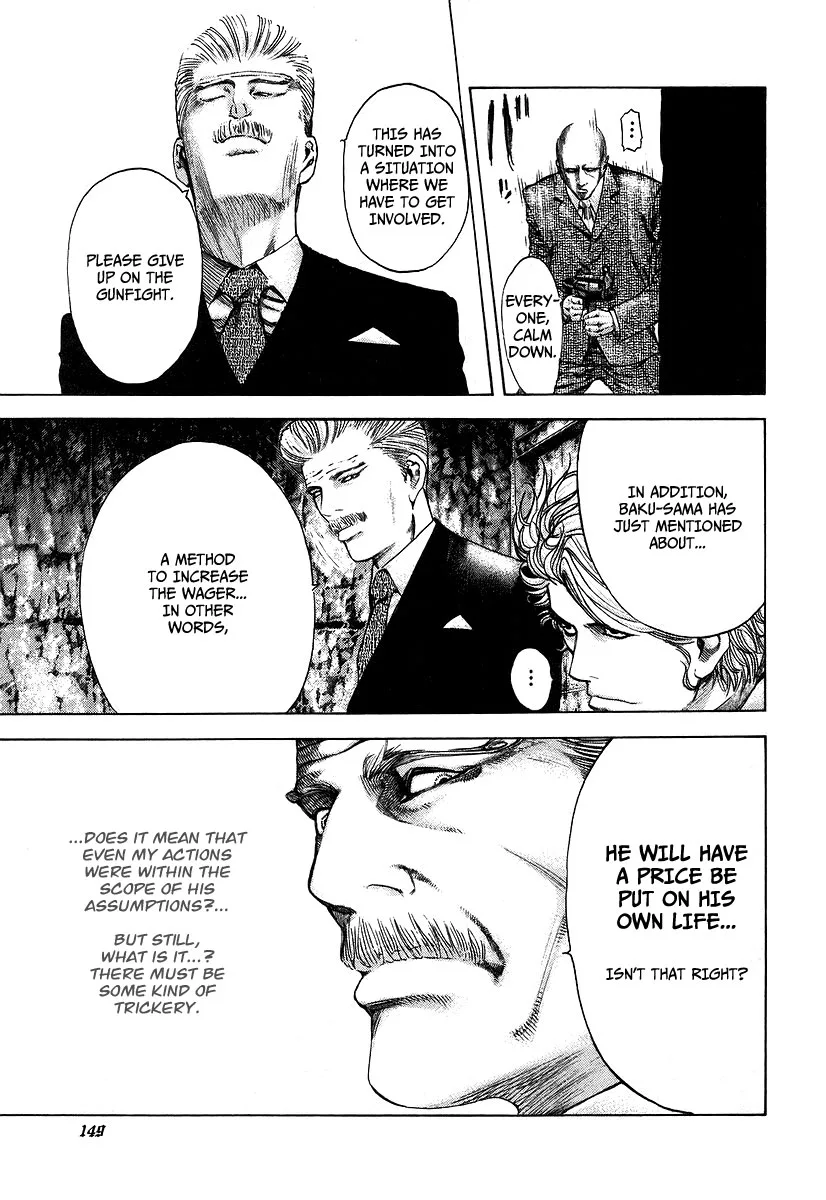 ...
EVERY-
ONE,
CALM
DOWN.
THIS HAS
TURNED INTO
A SITUATION
WHERE WE
HAVE TO GET
INVOLVED.
PLEASE GIVE
UP ON THE
GUNFIGHT.
IN ADDITION,
BAKU-SAMA HAS
JUST MENTIONED
ABOUT...
...
A METHOD
TO INCREASE
THE WAGER...
IN OTHER
WORDS,
HE WILL HAVE
A PRICE BE
PUT ON HIS
OWN LIFE...
ISN'T THAT RIGHT?
...DOES IT MEAN THAT
EVEN MY ACTIONS
WERE WITHIN THE
SCOPE OF HIS
ASSUMPTIONS?...
BUT STILL,
WHAT IS IT...?
THERE MUST BE
SOME KIND OF
TRICKERY.
149